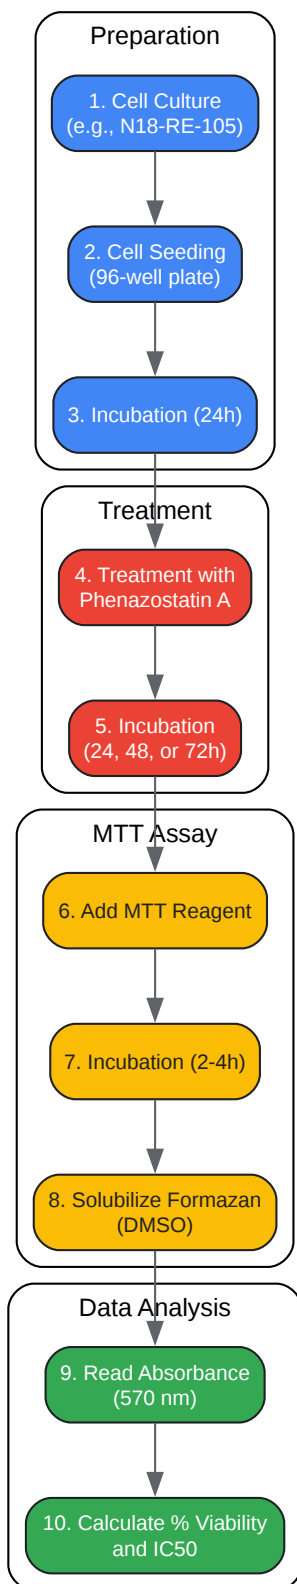 Preparation
1. Cell Culture
(e.g., N18-RE-105)
2. Cell Seeding
(96-well plate)
3. Incubation (24h)
Treatment
4. Treatment with
Phenazostatin A
5. Incubation
(24, 48, or 72h)
MTT Assay
6. Add MTT Reagent
7. Incubation (2-4h)
8. Solubilize Formazan
(DMSO)
Data Analysis
9. Read Absorbance
(570 nm)
10. Calculate % Viability
and IC50